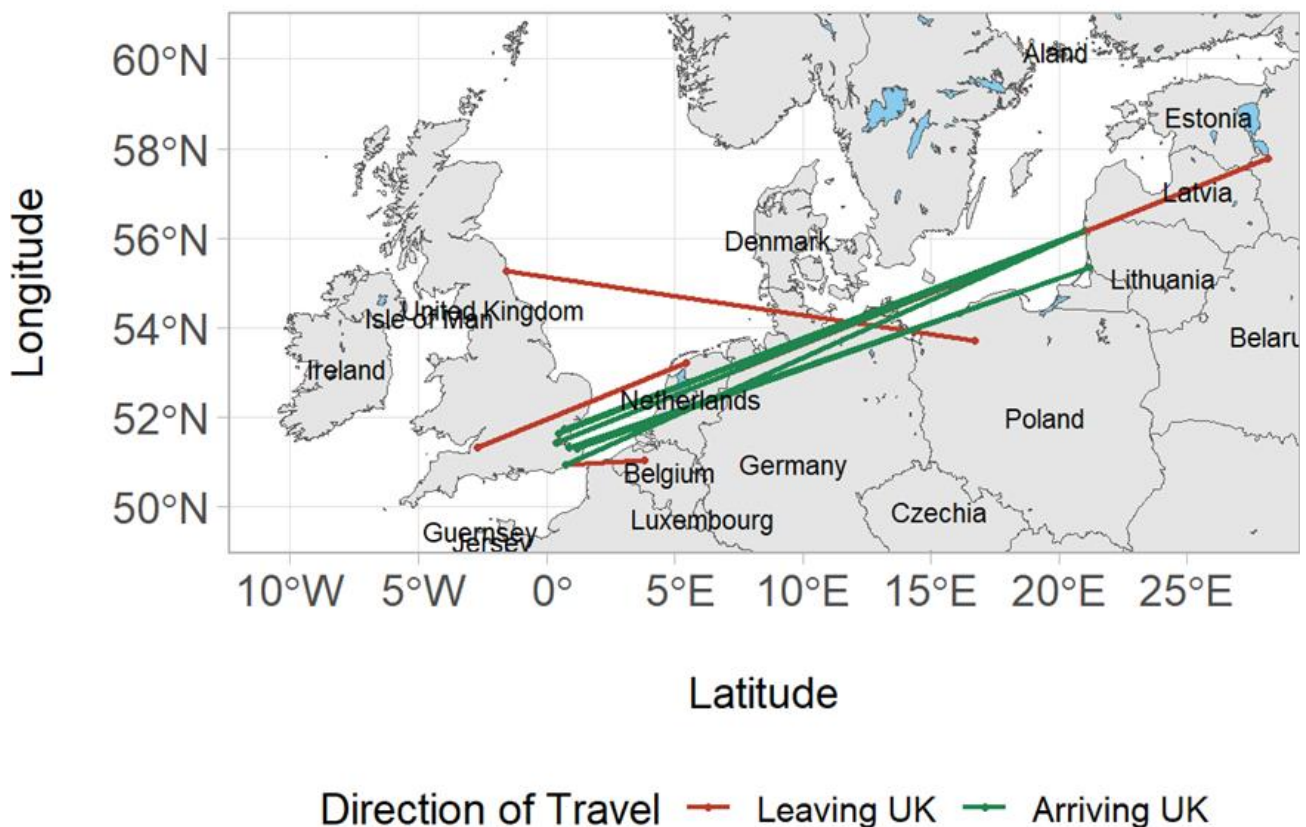 60°N
58°N
56°N
54°N
52°N
50°N
Longitude
Åland
Estonia
Latvia
Denmark
Lithuania
United Kingdom
Isle of Man
Belaru
Ireland
Netherlands
Poland
Belgium
Germany
Luxembourg
Czechia
Guernsey
Jersey
10°W 5°W 0° 5°E 10°E 15°E 20°E 25°E
Latitude
Direction of Travel Leaving UK Arriving UK